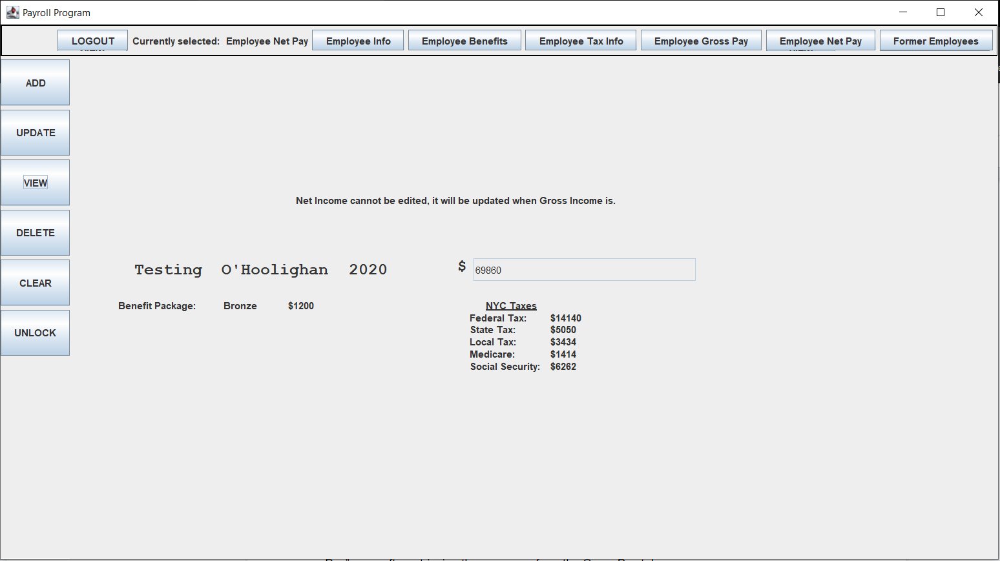 Payroll Program
LOGOUT Currently selected: Employee Net Pay Employee Info Employee Benefits Employee Tax Info Employee Gross Pay Employee Net Pay Former Employees
ADD
UPDATE
VIEW
DELETE
CLEAR
UNLOCK
Net Income cannot be edited, it will be updated when Gross Income is.
Testing O'Hoolighan 2020 $ 69860
Benefit Package: Bronze $1200
NYC Taxes
Federal Tax: $14140
State Tax: $5050
Local Tax: $3434
Medicare: $1414
Social Security: $6262